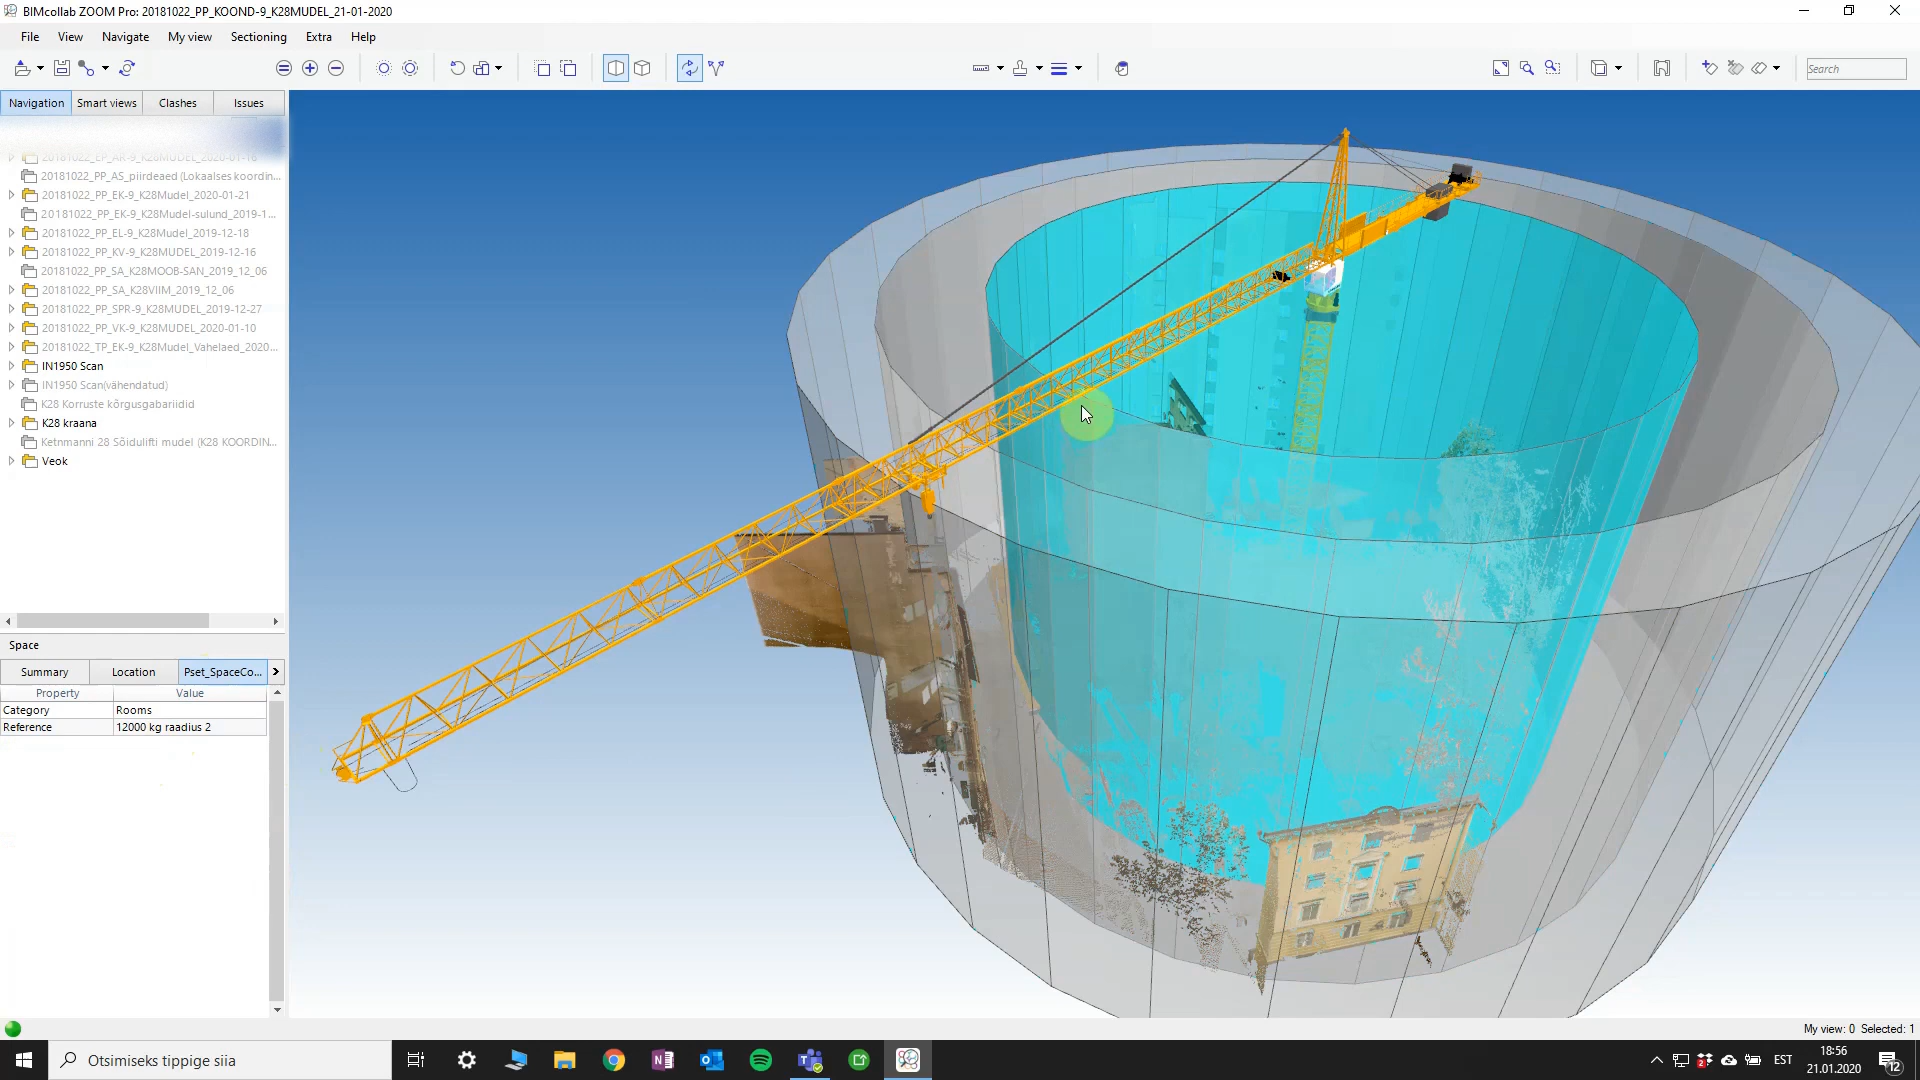 BIMcollab ZOOM Pro: 20181022_PP_KOOND-9_K28MUDEL_21-01-2020
File View Navigate My view Sectioning Extra Help
Search
Navigation Smart views Clashes Issues
20181022_EP_AR-9_K28MUDEL_2020-01-16
20181022_PP_AS_piirdeaed (Lokaalses koordin...
20181022_PP_EK-9_K28Mudel_2020-01-21
20181022_PP_EK-9_K28Mudel-sulund_2019-1...
20181022_PP_EL-9_K28Mudel_2019-12-18
20181022_PP_KV-9_K28MUDEL_2019-12-16
20181022_PP_SA_K28MOOB-SAN_2019_12_06
20181022_PP_SA_K28VIIM_2019_12_06
20181022_PP_SPR-9_K28MUDEL_2019-12-27
20181022_PP_VK-9_K28MUDEL_2020-01-10
20181022_TP_EK-9_K28Mudel_Vahelaed_2020...
IN1950 Scan
IN1950 Scan(vähendatud)
K28 Korruste kõrgusgabariidid
K28 kraana
Ketnmanni 28 Sõidulifti mudel (K28 KOORDIN...
Veok
Space
Summary Location Pset_SpaceCo...
Property Value
Category Rooms
Reference 12000 kg raadius 2
My view: 0 Selected: 1
Otsimiseks tippige siia
EST
18:56
21.01.2020
12